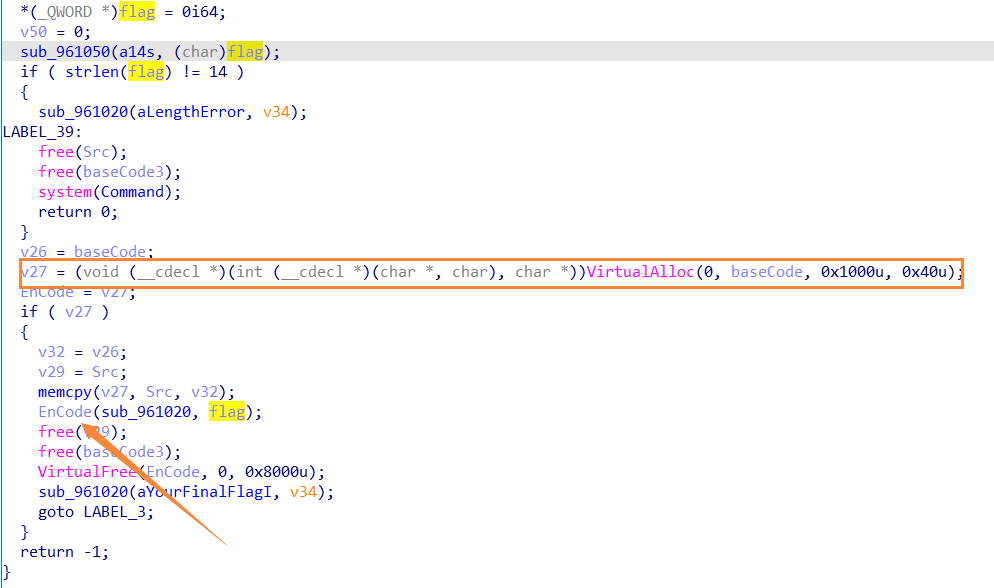 *(_QWORD *)flag = 0i64;
v50 = 0;
sub_961050(a14s, (char)flag);
if ( strlen(flag) != 14 )
{
sub_961020(aLengthError, v34);
LABEL_39:
free(Src);
free(baseCode3);
system(Command);
return 0;
}
v26 = baseCode;
v27 = (void (__cdecl *)(int (__cdecl *)(char *, char), char *))VirtualAlloc(0, baseCode, 0x1000u, 0x40u);
EnCode = v27;
if ( v27 )
{
v32 = v26;
v29 = Src;
memcpy(v27, Src, v32);
EnCode(sub_961020, flag);
free(v29);
free(baseCode3);
VirtualFree(EnCode, 0, 0x8000u);
sub_961020(aYourFinalFlagI, v34);
goto LABEL_3;
}
return -1;
}